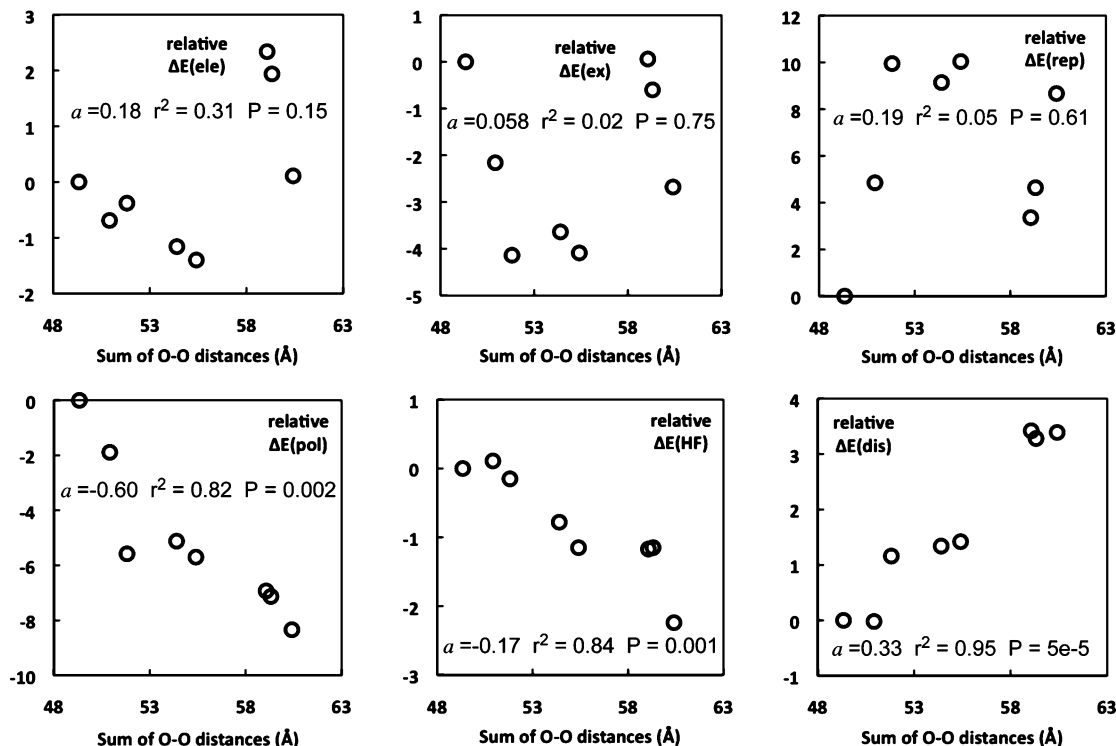 3
2
1
0
-1
-2
relative
ΔE(ele)
a =0.18 r² = 0.31 P = 0.15
48
53
58
63
Sum of O-O distances (Å)
1
0
-1
-2
-3
-4
-5
relative
ΔE(ex)
a =0.058 r² = 0.02 P = 0.75
48
53
58
63
Sum of O-O distances (Å)
12
10
8
6
4
2
0
relative
ΔE(rep)
a =0.19 r² = 0.05 P = 0.61
48
53
58
63
Sum of O-O distances (Å)
0
-2
-4
-6
-8
-10
relative
ΔE(pol)
a =-0.60 r² = 0.82 P = 0.002
48
53
58
63
Sum of O-O distances (Å)
1
0
-1
-2
-3
relative
ΔE(HF)
a =-0.17 r² = 0.84 P = 0.001
48
53
58
63
Sum of O-O distances (Å)
4
3
2
1
0
-1
relative
ΔE(dis)
a =0.33 r² = 0.95 P = 5e-5
48
53
58
63
Sum of O-O distances (Å)